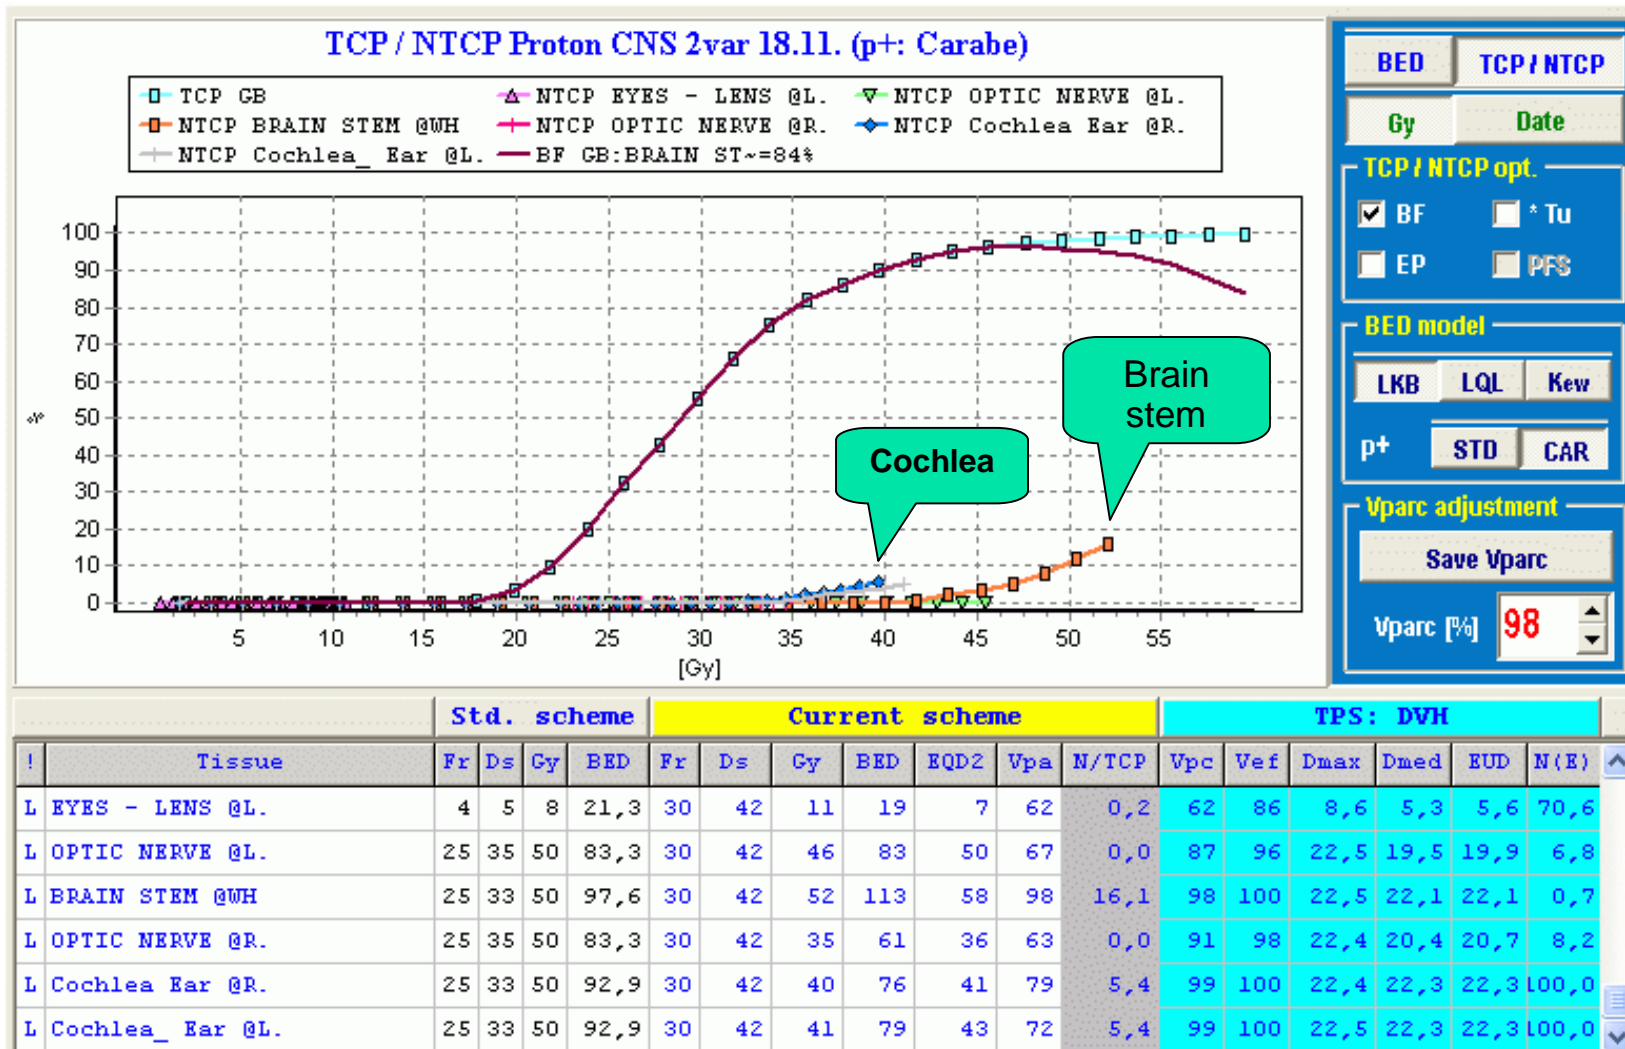 TCP / NTCP Proton CNS 2var 18.11. (p+: Carabe)
TCP GB NTCP EYES - LENS @L. NTCP OPTIC NERVE @L.
NTCP BRAIN STEM @WH NTCP OPTIC NERVE @R. NTCP Cochlea Ear @R.
NTCP Cochlea_ Ear @L. BF GB:BRAIN ST~=84%
100
90
80
70
60
50
40
30
20
10
0
%
Brain
stem
Cochlea
5 10 15 20 25 30 35 40 45 50 55
[Gy]
BED TCP / NTCP
Gy Date
TCP / NTCP opt.
BF * Tu
EP PFS
BED model
LKB LQL Kew
p+ STD CAR
Vparc adjustment
Save Vparc
Vparc [%] 98
Std. scheme Current scheme TPS: DVH
! Tissue Fr Ds Gy BED Fr Ds Gy BED EQD2 Vpa N/TCP Vpc Vef Dmax Dmed EUD N(E)
L EYES - LENS @L. 4 5 8 21,3 30 42 11 19 7 62 0,2 62 86 8,6 5,3 5,6 70,6
L OPTIC NERVE @L. 25 35 50 83,3 30 42 46 83 50 67 0,0 87 96 22,5 19,5 19,9 6,8
L BRAIN STEM @WH 25 33 50 97,6 30 42 52 113 58 98 16,1 98 100 22,5 22,1 22,1 0,7
L OPTIC NERVE @R. 25 35 50 83,3 30 42 35 61 36 63 0,0 91 98 22,4 20,4 20,7 8,2
L Cochlea Ear @R. 25 33 50 92,9 30 42 40 76 41 79 5,4 99 100 22,4 22,3 22,3 100,0
L Cochlea_ Ear @L. 25 33 50 92,9 30 42 41 79 43 72 5,4 99 100 22,5 22,3 22,3 100,0